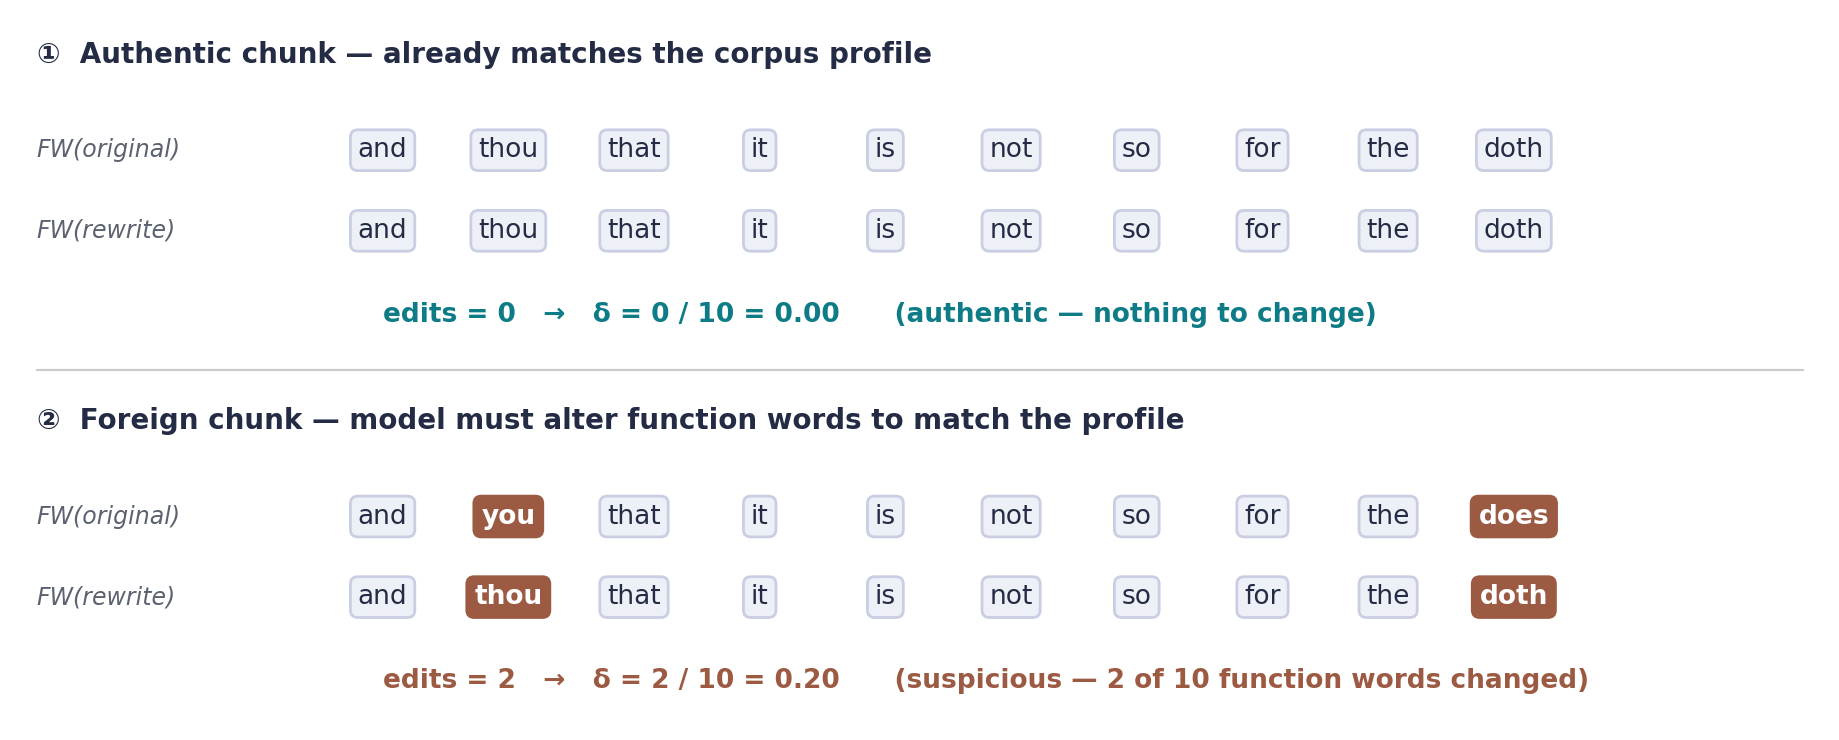 ① Authentic chunk — already matches the corpus profile
FW(original) and thou that it is not so for the doth
FW(rewrite) and thou that it is not so for the doth
edits = 0 → δ = 0 / 10 = 0.00 (authentic — nothing to change)
② Foreign chunk — model must alter function words to match the profile
FW(original) and you that it is not so for the does
FW(rewrite) and thou that it is not so for the doth
edits = 2 → δ = 2 / 10 = 0.20 (suspicious — 2 of 10 function words changed)